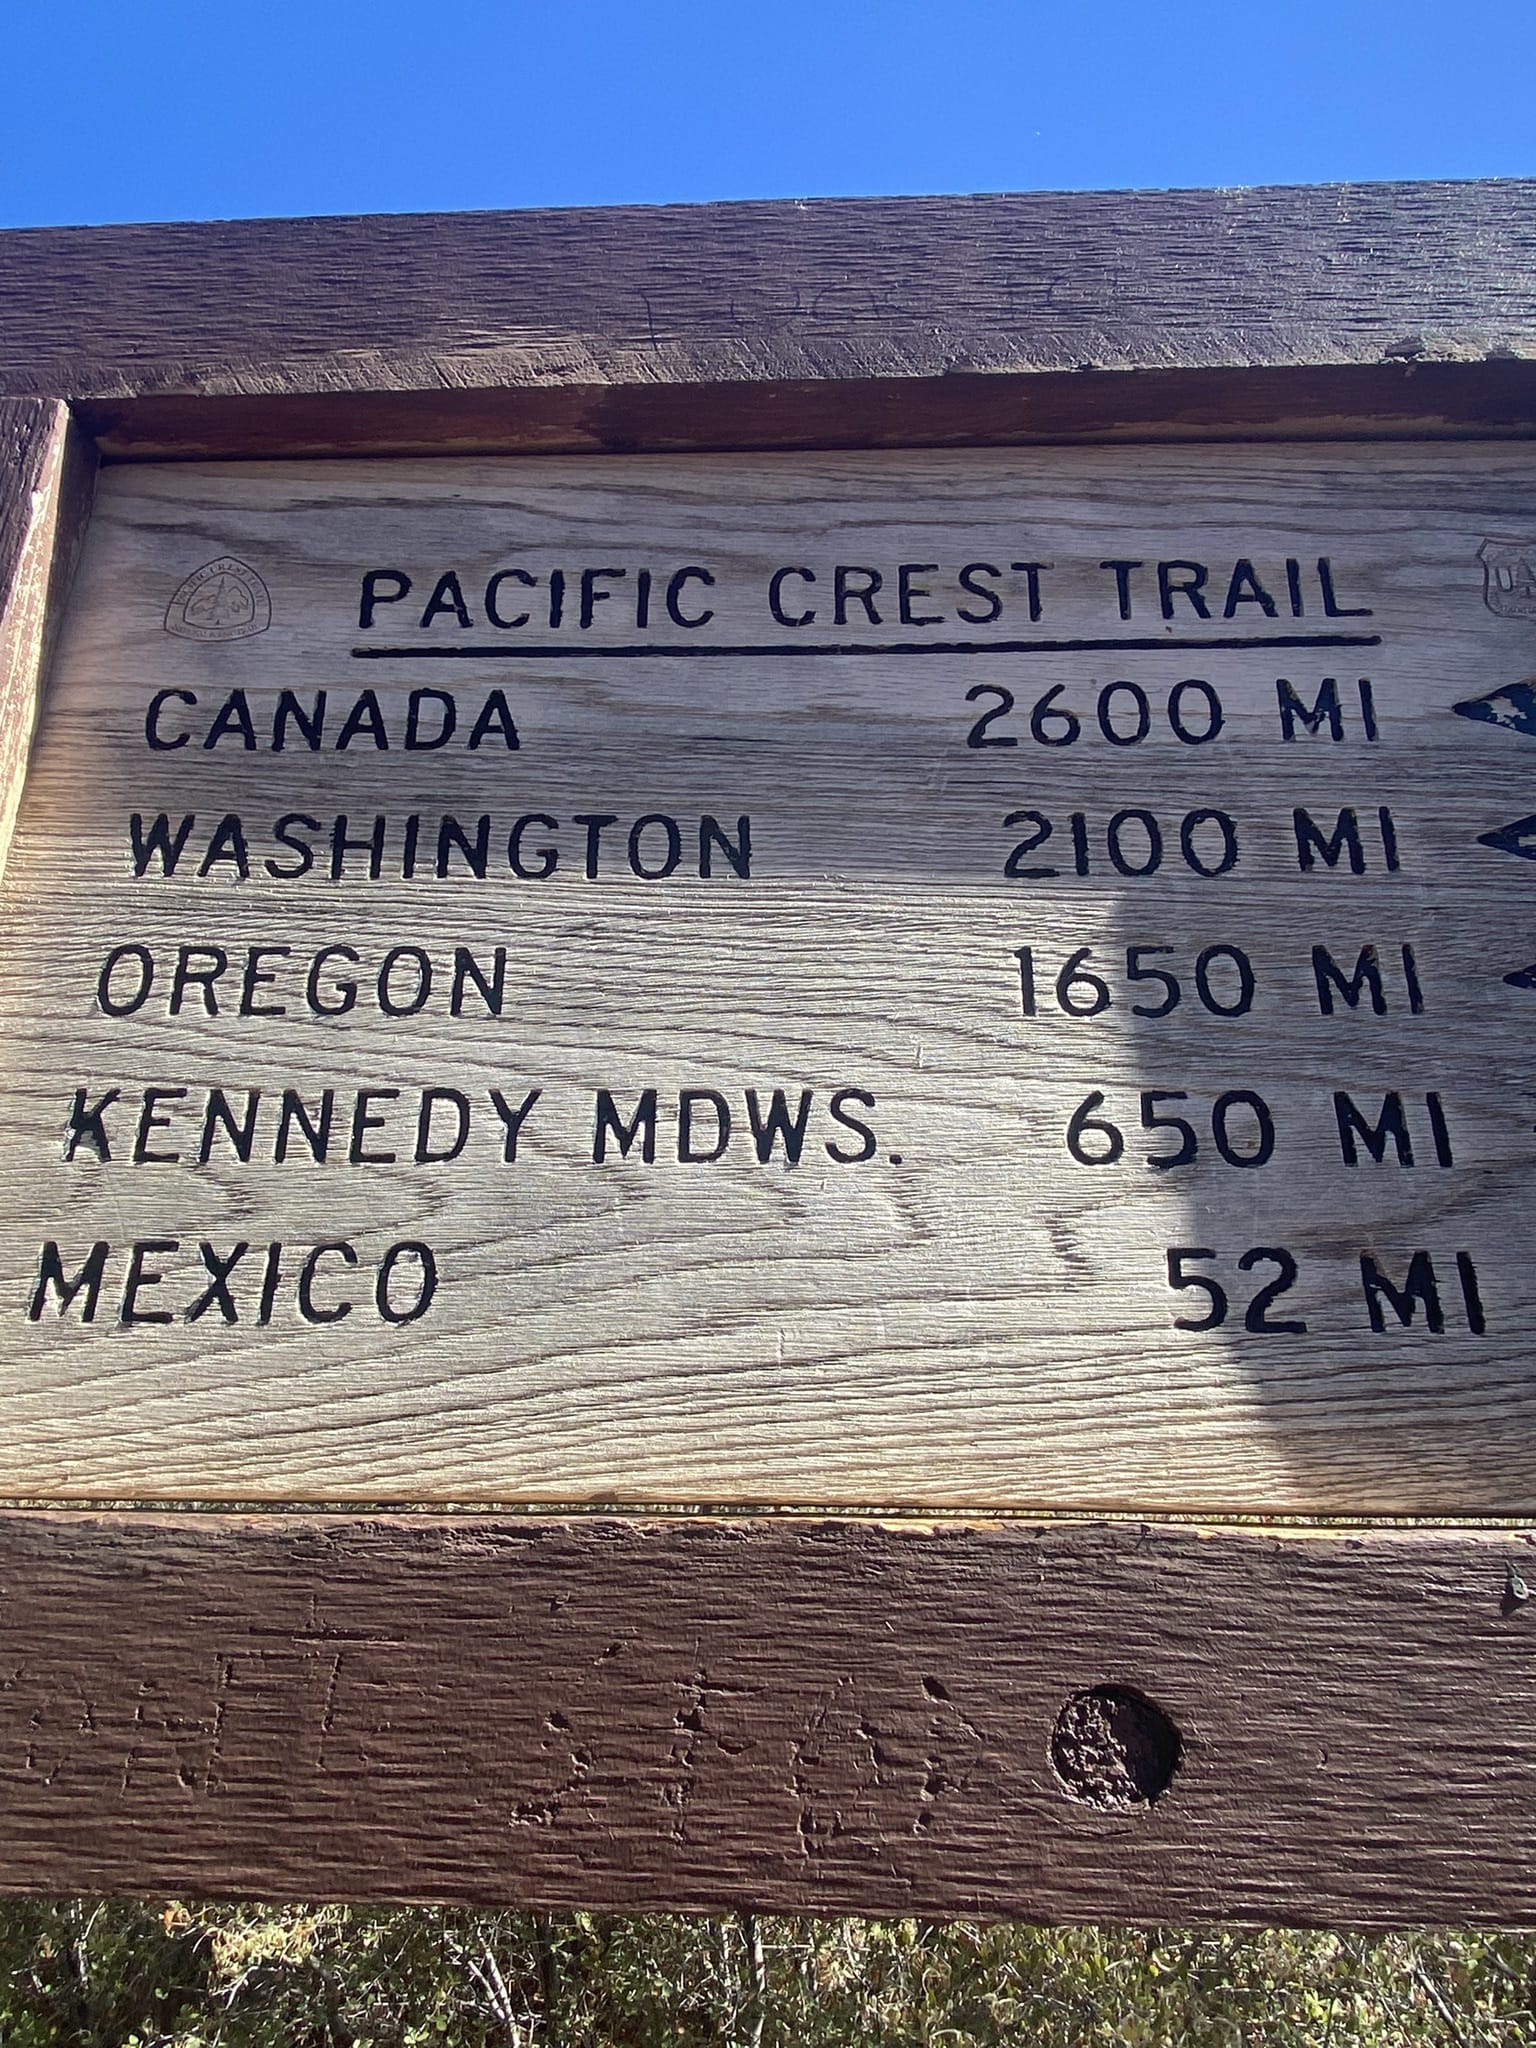 PACIFIC CREST TRAIL
CANADA 2600 MI
WASHINGTON 2100 MI
OREGON 1650 MI
KENNEDY MDWS. 650 MI
MEXICO 52 MI